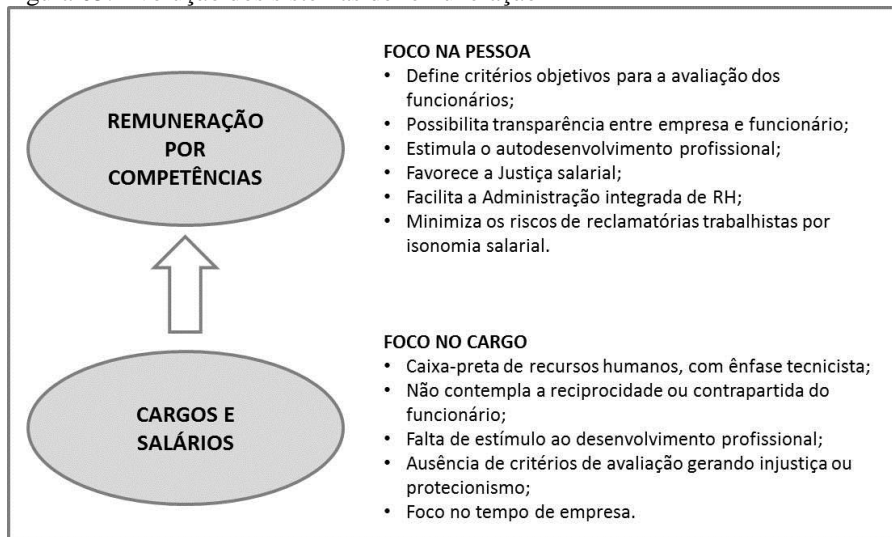 REMUNERAÇÃO
POR
COMPETÊNCIAS
FOCO NA PESSOA
• Define critérios objetivos para a avaliação dos
funcionários;
• Possibilita transparência entre empresa e funcionário;
• Estimula o autodesenvolvimento profissional;
• Favorece a Justiça salarial;
• Facilita a Administração integrada de RH;
• Minimiza os riscos de reclamatórias trabalhistas por
isonomia salarial.
CARGOS E
SALÁRIOS
FOCO NO CARGO
• Caixa-preta de recursos humanos, com ênfase tecnicista;
• Não contempla a reciprocidade ou contrapartida do
funcionário;
• Falta de estímulo ao desenvolvimento profissional;
• Ausência de critérios de avaliação gerando injustiça ou
protecionismo;
• Foco no tempo de empresa.